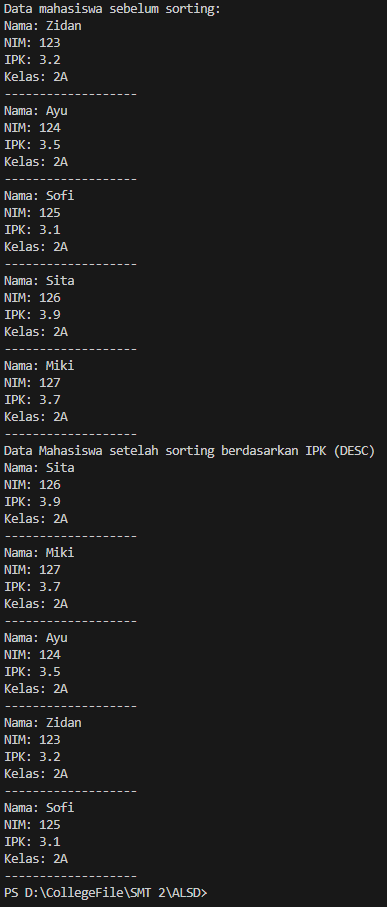 Data mahasiswa sebelum sorting:
Nama: Zidan
NIM: 123
IPK: 3.2
Kelas: 2A
-------------------
Nama: Ayu
NIM: 124
IPK: 3.5
Kelas: 2A
-------------------
Nama: Sofi
NIM: 125
IPK: 3.1
Kelas: 2A
-------------------
Nama: Sita
NIM: 126
IPK: 3.9
Kelas: 2A
-------------------
Nama: Miki
NIM: 127
IPK: 3.7
Kelas: 2A
-------------------
Data Mahasiswa setelah sorting berdasarkan IPK (DESC)
Nama: Sita
NIM: 126
IPK: 3.9
Kelas: 2A
-------------------
Nama: Miki
NIM: 127
IPK: 3.7
Kelas: 2A
-------------------
Nama: Ayu
NIM: 124
IPK: 3.5
Kelas: 2A
-------------------
Nama: Zidan
NIM: 123
IPK: 3.2
Kelas: 2A
-------------------
Nama: Sofi
NIM: 125
IPK: 3.1
Kelas: 2A
-------------------
PS D:\CollegeFile\SMT 2\ALSD>